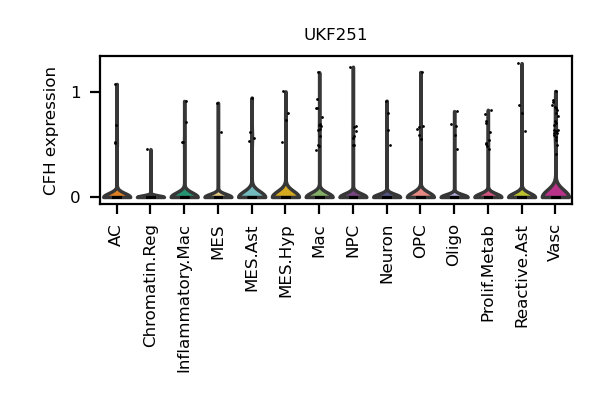 UKF251
CFH expression
1
0
AC
Chromatin.Reg
Inflammatory.Mac
MES
MES.Ast
MES.Hyp
Mac
NPC
Neuron
OPC
Oligo
Prolif.Metab
Reactive.Ast
Vasc